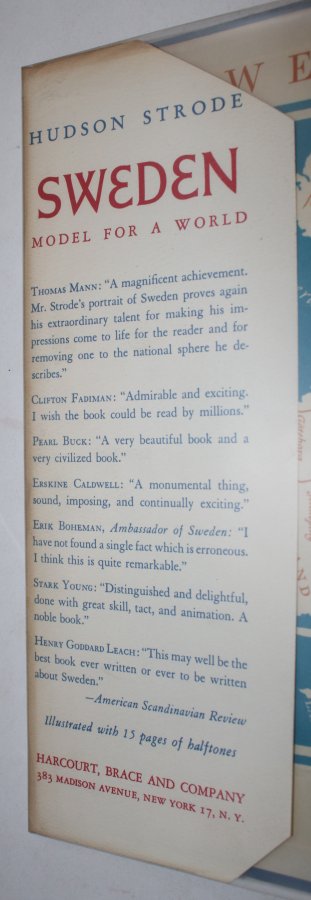 HUDSON STRODE
SWEDEN
MODEL FOR A WORLD
THOMAS MANN: "A magnificent achievement.
Mr. Strode's portrait of Sweden proves again
his extraordinary talent for making his im-
pressions come to life for the reader and for
removing one to the national sphere he de-
scribes."
CLIFTON FADIMAN: "Admirable and exciting.
I wish the book could be read by millions."
PEARL BUCK: "A very beautiful book and a
very civilized book."
ERSKINE CALDWELL: "A monumental thing,
sound, imposing, and continually exciting."
ERIK BOHEMAN, Ambassador of Sweden: "I
have not found a single fact which is erroneous.
I think this is quite remarkable."
STARK YOUNG: "Distinguished and delightful,
done with great skill, tact, and animation. A
noble book."
HENRY GODDARD LEACH: "This may well be the
best book ever written or ever to be written
about Sweden."
—American Scandinavian Review
Illustrated with 15 pages of halftones
HARCOURT, BRACE AND COMPANY
383 MADISON AVENUE, NEW YORK 17, N. Y.
WE
AND